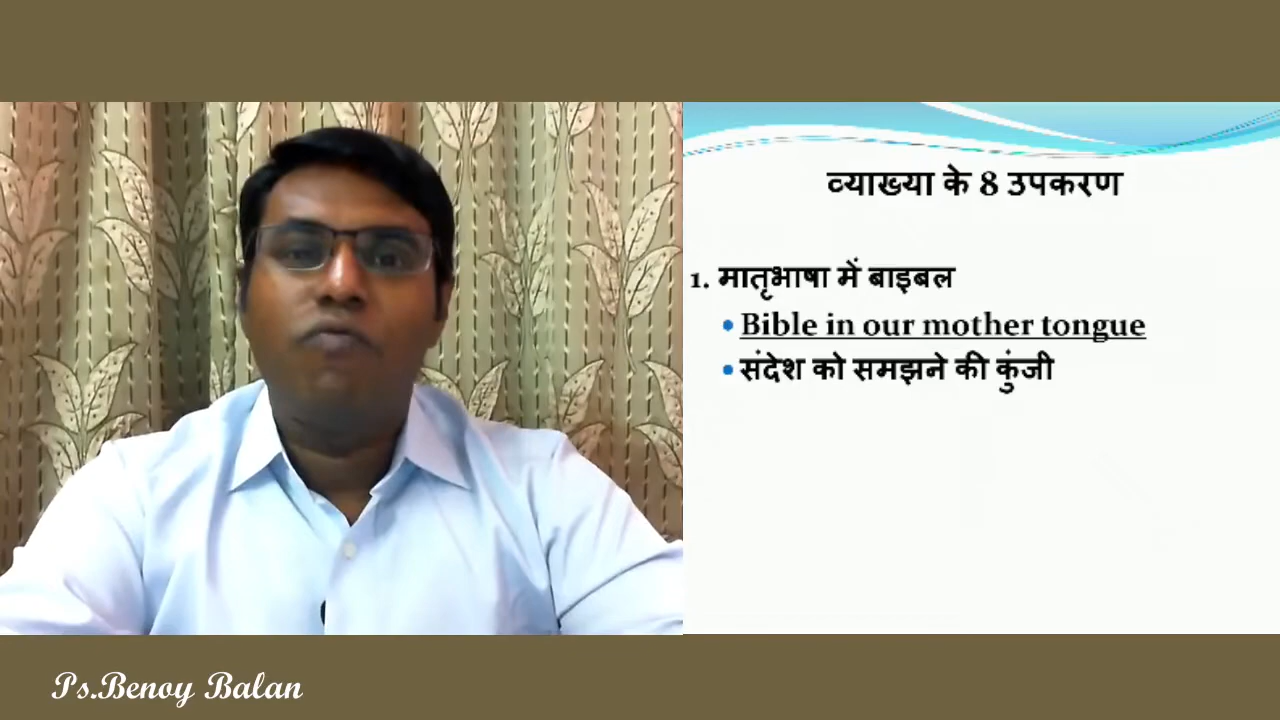 व्याख्या के 8 उपकरण
1. मातृभाषा में बाइबल
• Bible in our mother tongue
• संदेश को समझने की कुंजी
Ps.Benoy Balan